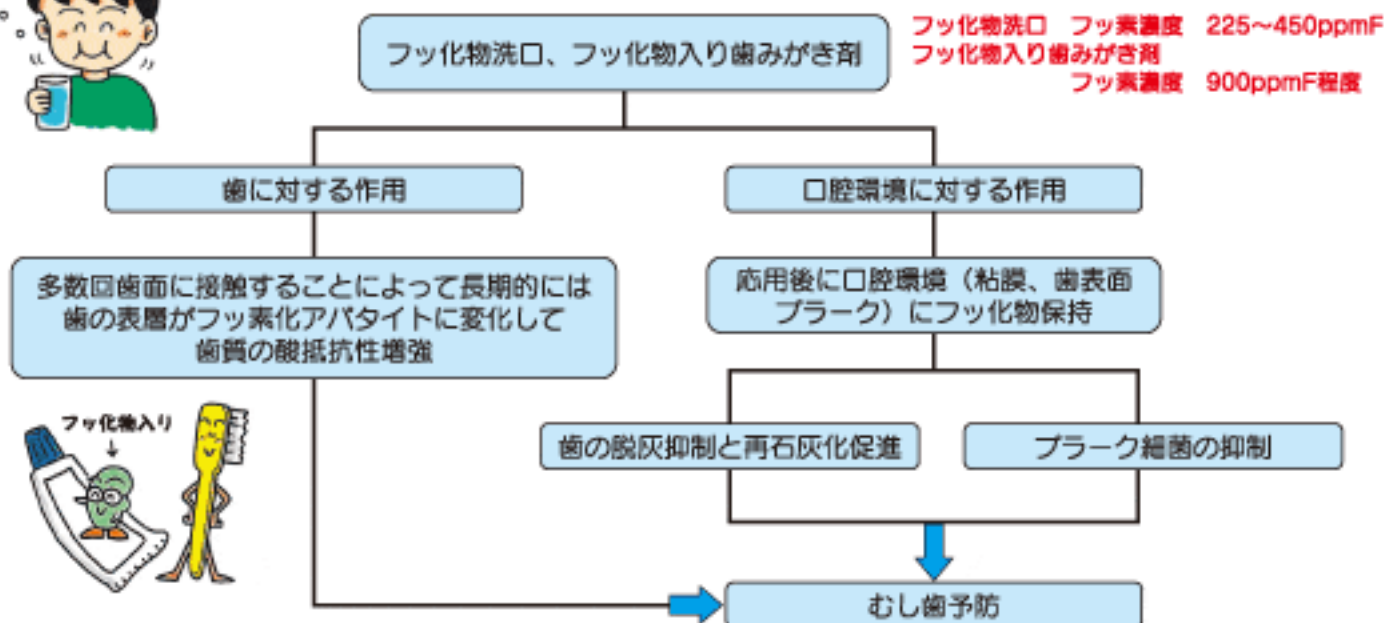 フッ化物洗口、フッ化物入り歯みがき剤
フッ化物洗口　フッ素濃度　225〜450ppmF
フッ化物入り歯みがき剤
フッ素濃度　900ppmF程度
歯に対する作用
口腔環境に対する作用
多数回歯面に接触することによって長期的には
歯の表層がフッ素化アパタイトに変化して
歯質の酸抵抗性増強
応用後に口腔環境（粘膜、歯表面
プラーク）にフッ化物保持
フッ化物入り
↓
歯の脱灰抑制と再石灰化促進
プラーク細菌の抑制
むし歯予防